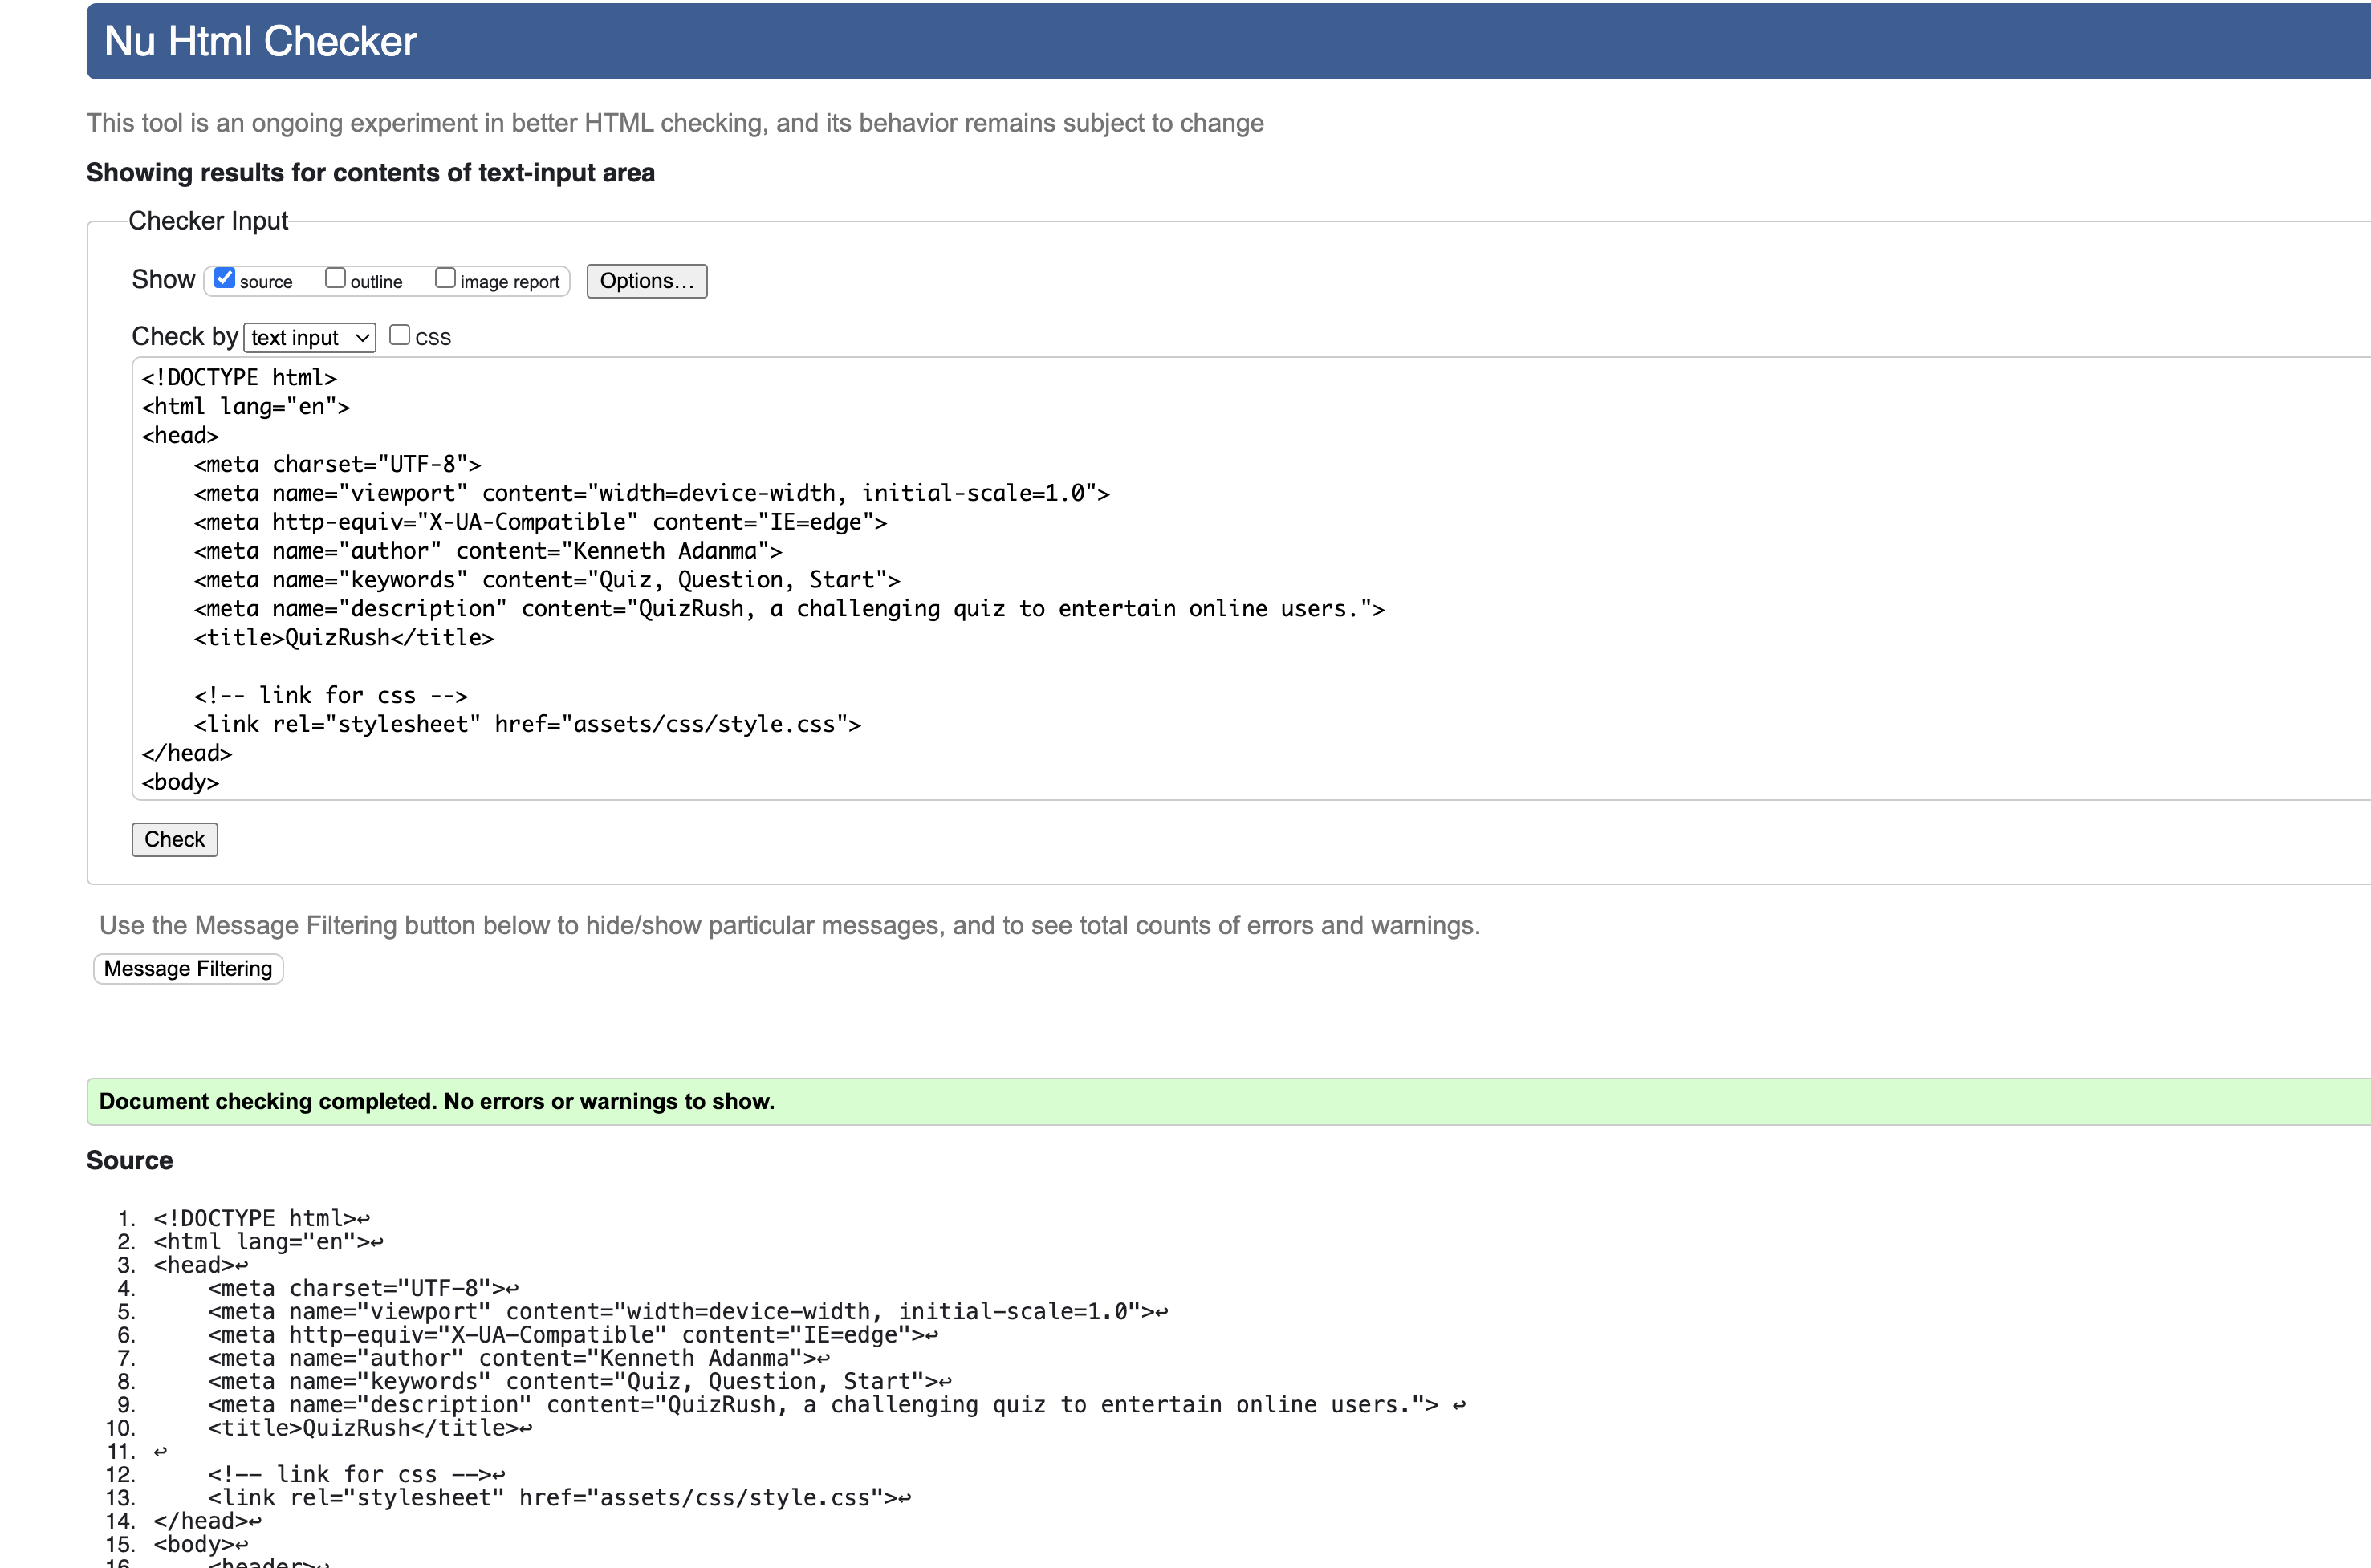 Nu Html Checker
This tool is an ongoing experiment in better HTML checking, and its behavior remains subject to change
Showing results for contents of text-input area
Checker Input
Show source outline image report Options...
Check by text input CSS
<!DOCTYPE html>
<html lang="en">
<head>
    <meta charset="UTF-8">
    <meta name="viewport" content="width=device-width, initial-scale=1.0">
    <meta http-equiv="X-UA-Compatible" content="IE=edge">
    <meta name="author" content="Kenneth Adanma">
    <meta name="keywords" content="Quiz, Question, Start">
    <meta name="description" content="QuizRush, a challenging quiz to entertain online users.">
    <title>QuizRush</title>
    <!-- link for css -->
    <link rel="stylesheet" href="assets/css/style.css">
</head>
<body>
Check
Use the Message Filtering button below to hide/show particular messages, and to see total counts of errors and warnings.
Message Filtering
Document checking completed. No errors or warnings to show.
Source
1. <!DOCTYPE html>↩
2. <html lang="en">↩
3. <head>↩
4.     <meta charset="UTF-8">↩
5.     <meta name="viewport" content="width=device-width, initial-scale=1.0">↩
6.     <meta http-equiv="X-UA-Compatible" content="IE=edge">↩
7.     <meta name="author" content="Kenneth Adanma">↩
8.     <meta name="keywords" content="Quiz, Question, Start">↩
9.     <meta name="description" content="QuizRush, a challenging quiz to entertain online users."> ↩
10.     <title>QuizRush</title>↩
11. ↩
12.     <!-- link for css -->↩
13.     <link rel="stylesheet" href="assets/css/style.css">↩
14. </head>↩
15. <body>↩
16.     <header>↩